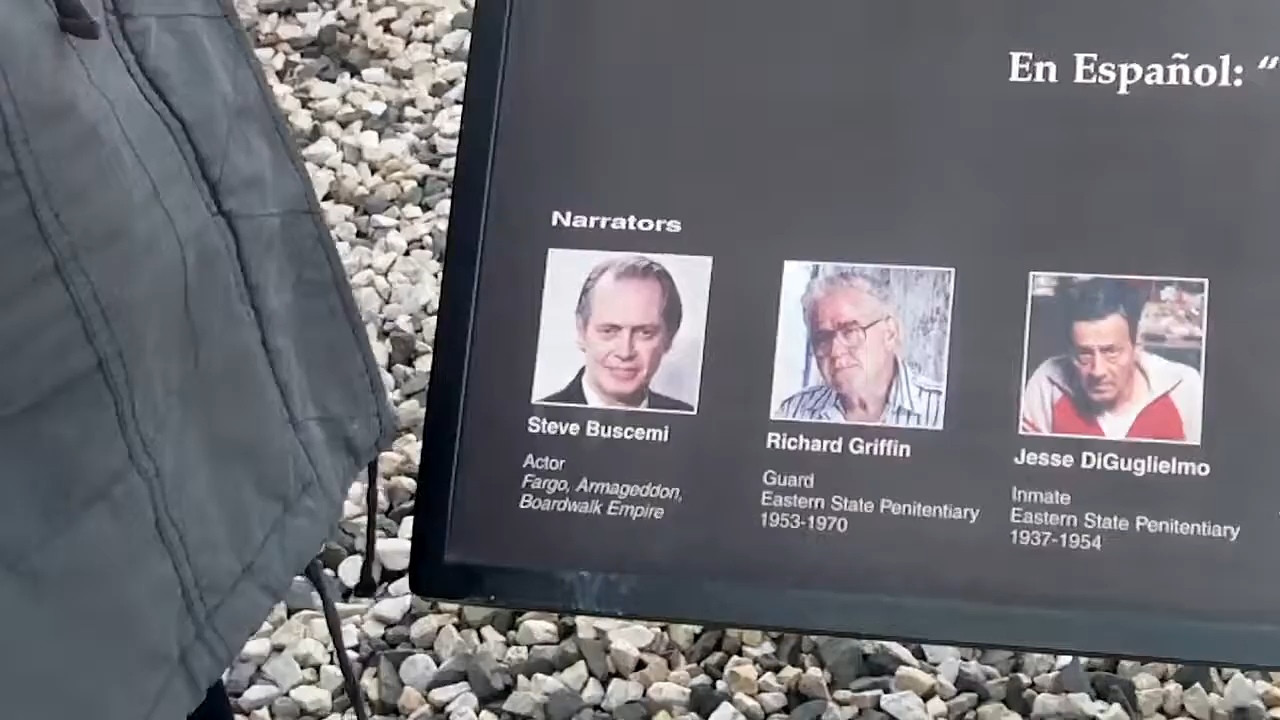 En Español: “
Narrators
Steve Buscemi
Actor
Fargo, Armageddon,
Boardwalk Empire
Richard Griffin
Guard
Eastern State Penitentiary
1953-1970
Jesse DiGuglielmo
Inmate
Eastern State Penitentiary
1937-1954